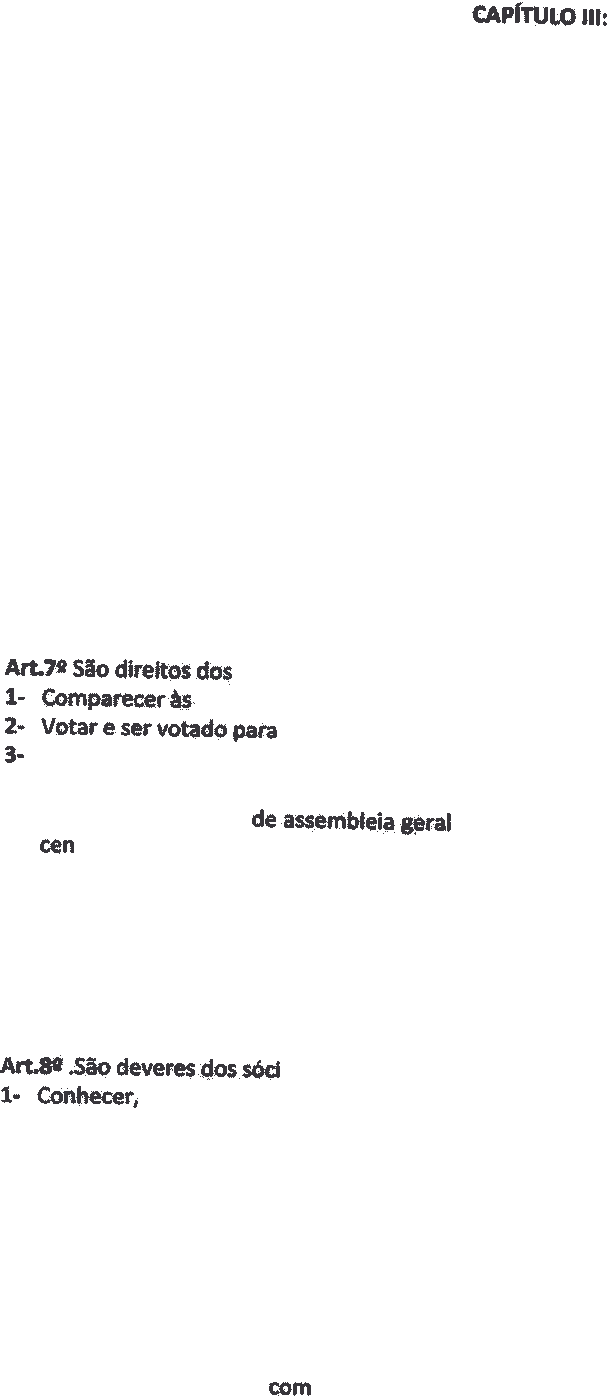 CAPÍTULO III:
Art.7º São direitos dos
1- Comparecer às
2- Votar e ser votado para
3-
de assembleia geral
cen
Art.8º .São deveres dos sóci
1- Conhecer,
com